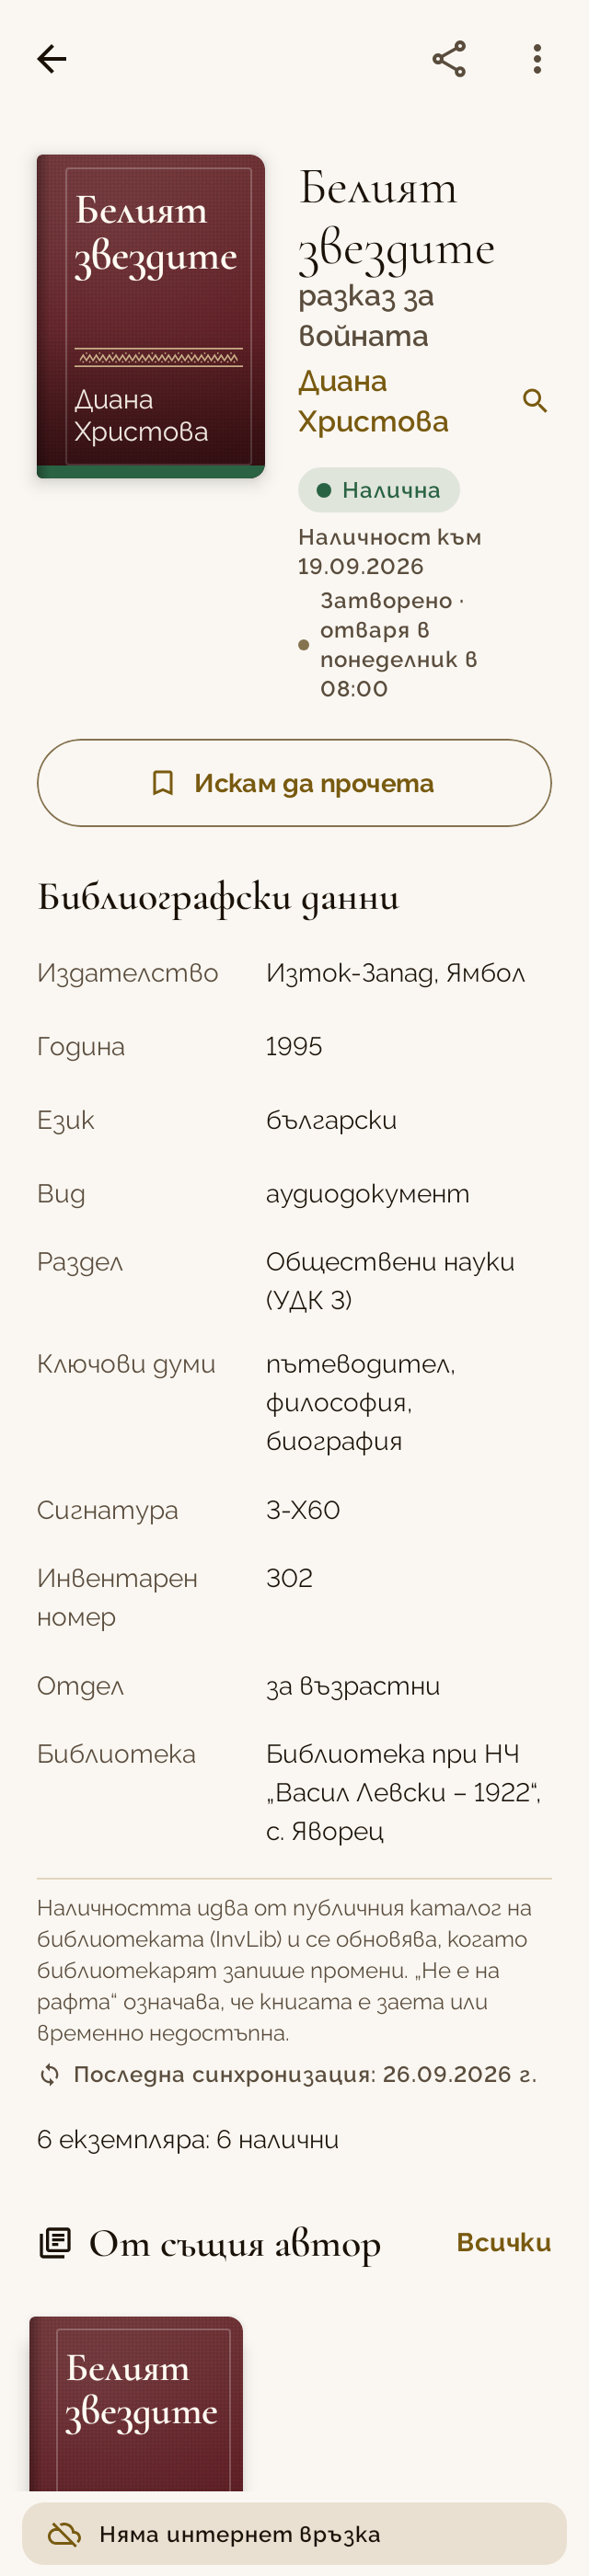 Белият
звездите
Диана
Христова
Белият
звездите
разказ за
войната
Диана
Христова
Налична
Наличност към
19.09.2026
Затворено ·
отваря в
понеделник в
08:00
Искам да прочета
Библиографски данни
Издателство Изток-Запад, Ямбол
Година 1995
Език български
Вид аудиодокумент
Раздел Обществени науки
(УДК 3)
Ключови думи пътеводител,
философия,
биография
Сигнатура 3-Х60
Инвентарен 302
номер
Отдел за възрастни
Библиотека Библиотека при НЧ
„Васил Левски – 1922“,
с. Яворец
Наличността идва от публичния каталог на
библиотеката (InvLib) и се обновява, когато
библиотекарят запише промени. „Не е на
рафта“ означава, че книгата е заета или
временно недостъпна.
Последна синхронизация: 26.09.2026 г.
6 екземпляра: 6 налични
От същия автор Всички
Белият
звездите
Няма интернет връзка